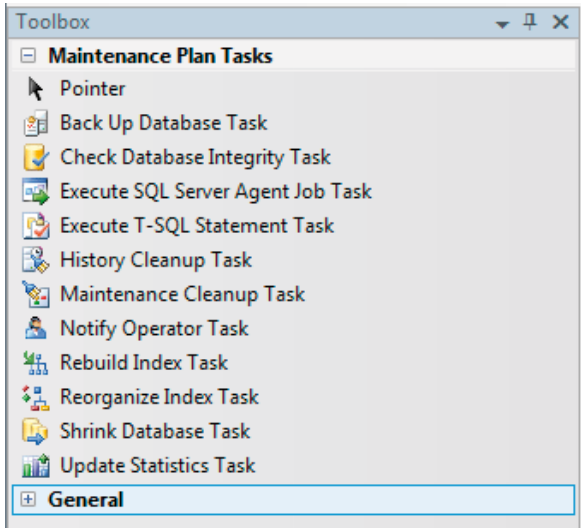 Toolbox
Maintenance Plan Tasks
Pointer
Back Up Database Task
Check Database Integrity Task
Execute SQL Server Agent Job Task
Execute T-SQL Statement Task
History Cleanup Task
Maintenance Cleanup Task
Notify Operator Task
Rebuild Index Task
Reorganize Index Task
Shrink Database Task
Update Statistics Task
General